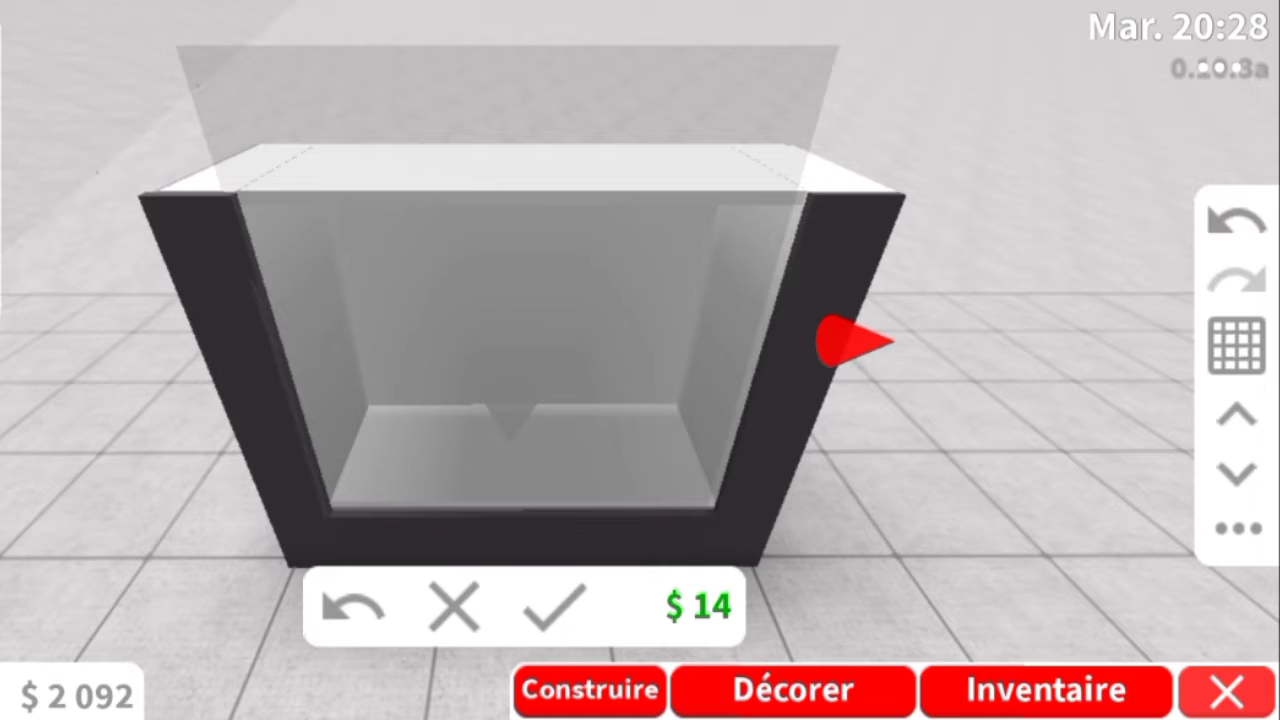 Mar. 20:28
$ 14
$ 2 092
Construire
Décorer
Inventaire